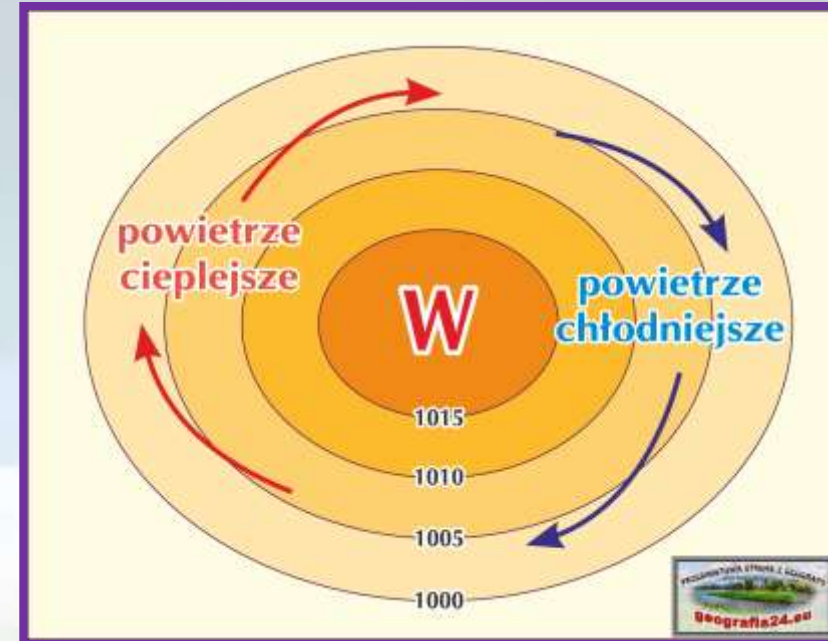 powietrze
cieplejsze
W
powietrze
chłodniejsze
1015
1010
1005
1000
geografia24.eu